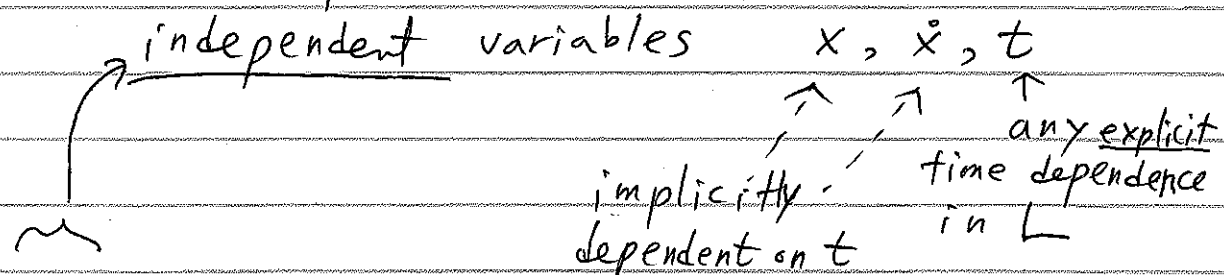 independent variables x, ẋ, t
any explicit
time dependence
in L
implicitly
dependent on t